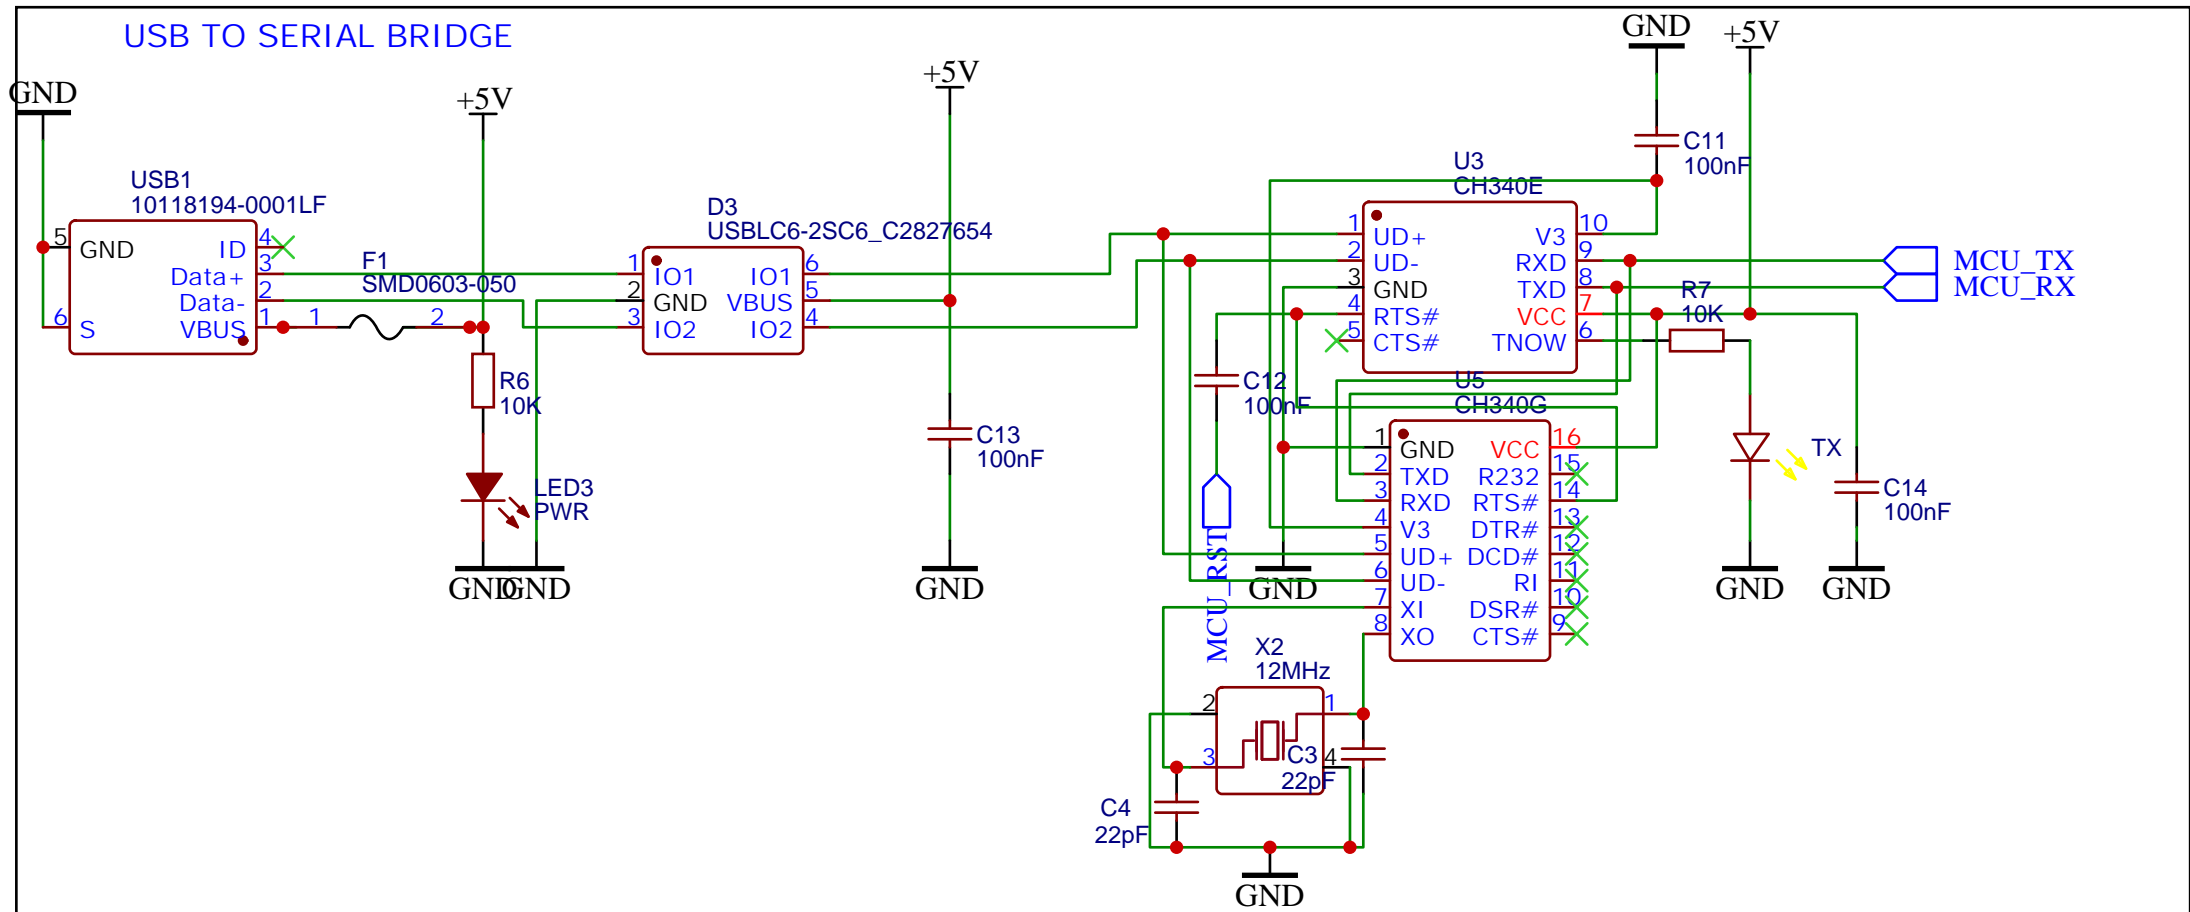 USB TO SERIAL BRIDGE
GND
+5V
+5V
GND
+5V
USB1
10118194-0001LF
5 GND
ID 4
Data+ 3
Data- 2
6 S
VBUS 1
F1
SMD0603-050
1 2
R6
10K
LED3
PWR
GND
GND
D3
USBLC6-2SC6_C2827654
1 IO1 IO1 6
2 GND VBUS 5
3 IO2 IO2 4
C13
100nF
GND
C11
100nF
U3
CH340E
1 UD+ V3 10
2 UD- RXD 9
3 GND TXD 8
4 RTS# VCC 7
5 CTS# TNOW 6
MCU_TX
MCU_RX
R7
10K
C12
100nF
MCU_RST
GND
U5
CH340G
1 GND VCC 16
2 TXD R232 15
3 RXD RTS# 14
4 V3 DTR# 13
5 UD+ DCD# 12
6 UD- RI 11
7 XI DSR# 10
8 XO CTS# 9
TX
GND
C14
100nF
GND
X2
12MHz
2 1
3 4
C3
22pF
C4
22pF
GND